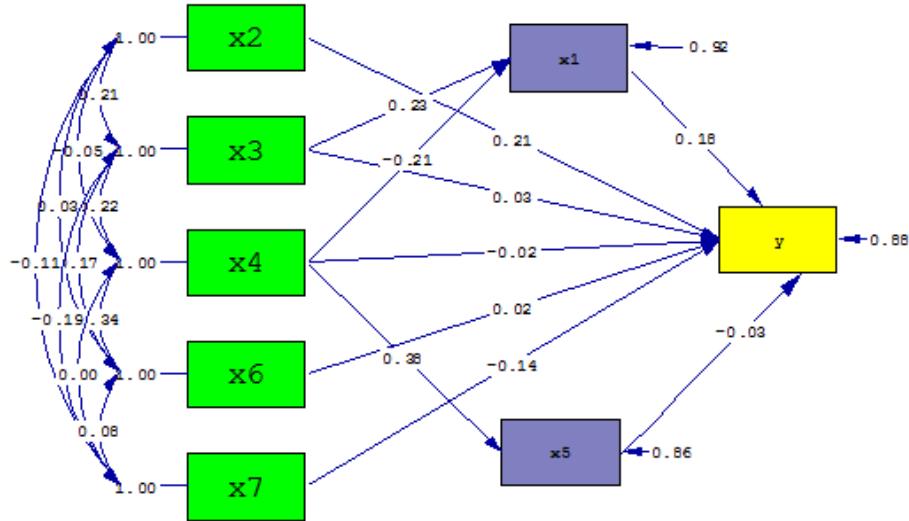 1.00 x2 x1 0.92
0.21 0.23
0.21 0.18
-0.05 1.00 x3 -0.21
0.03 .22 0.03
-0.11 .17 1.00 x4 -0.02 y 0.88
-0.19 .34 0.02 -0.03
0.00 1.00 x6 0.38 -0.14
0.08 x5 0.86
1.00 x7